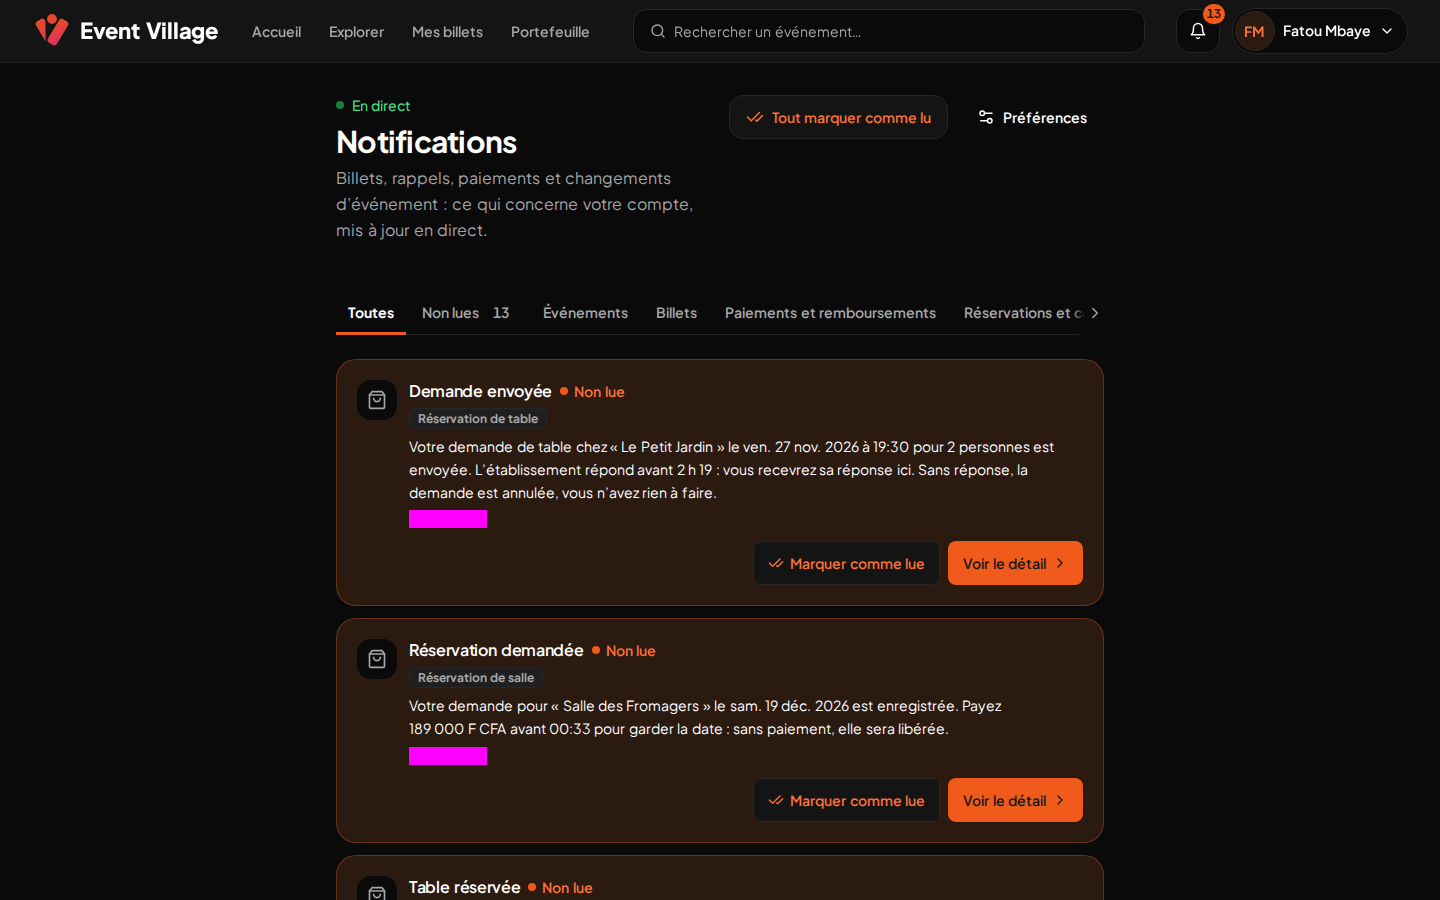 Event Village
Accueil
Explorer
Mes billets
Portefeuille
Rechercher un événement…
13
FM
Fatou Mbaye
En direct
Notifications
Billets, rappels, paiements et changements
d’événement : ce qui concerne votre compte,
mis à jour en direct.
Tout marquer comme lu
Préférences
Toutes
Non lues 13
Événements
Billets
Paiements et remboursements
Réservations et
Demande envoyée
Non lue
Réservation de table
Votre demande de table chez « Le Petit Jardin » le ven. 27 nov. 2026 à 19:30 pour 2 personnes est
envoyée. L’établissement répond avant 2 h 19 : vous recevrez sa réponse ici. Sans réponse, la
demande est annulée, vous n’avez rien à faire.
Marquer comme lue
Voir le détail
Réservation demandée
Non lue
Réservation de salle
Votre demande pour « Salle des Fromagers » le sam. 19 déc. 2026 est enregistrée. Payez
189 000 F CFA avant 00:33 pour garder la date : sans paiement, elle sera libérée.
Marquer comme lue
Voir le détail
Table réservée
Non lue